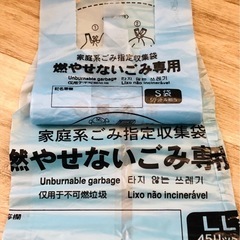 ①
②
家庭系ごみ指定収集袋
燃やせないごみ専用
Unburnable garbage 타지 않는 쓰레기
S袋
家庭系ごみ指定収集袋
燃やせないごみ専用
Unburnable garbage 타지 않는 쓰레기
仅用于不可燃垃圾 Lixo não incinerável
LL